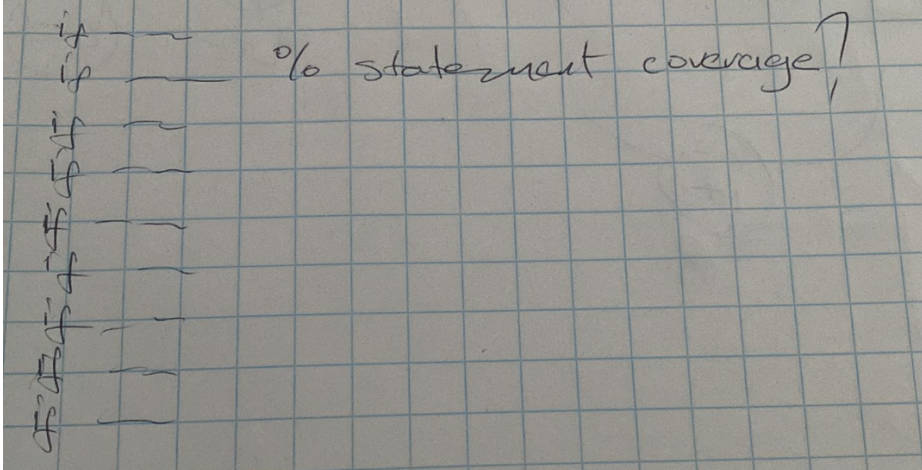 if ——
if —— % statement coverage?
if ——
if ——
if ——
if ——
if ——
if ——
if ——